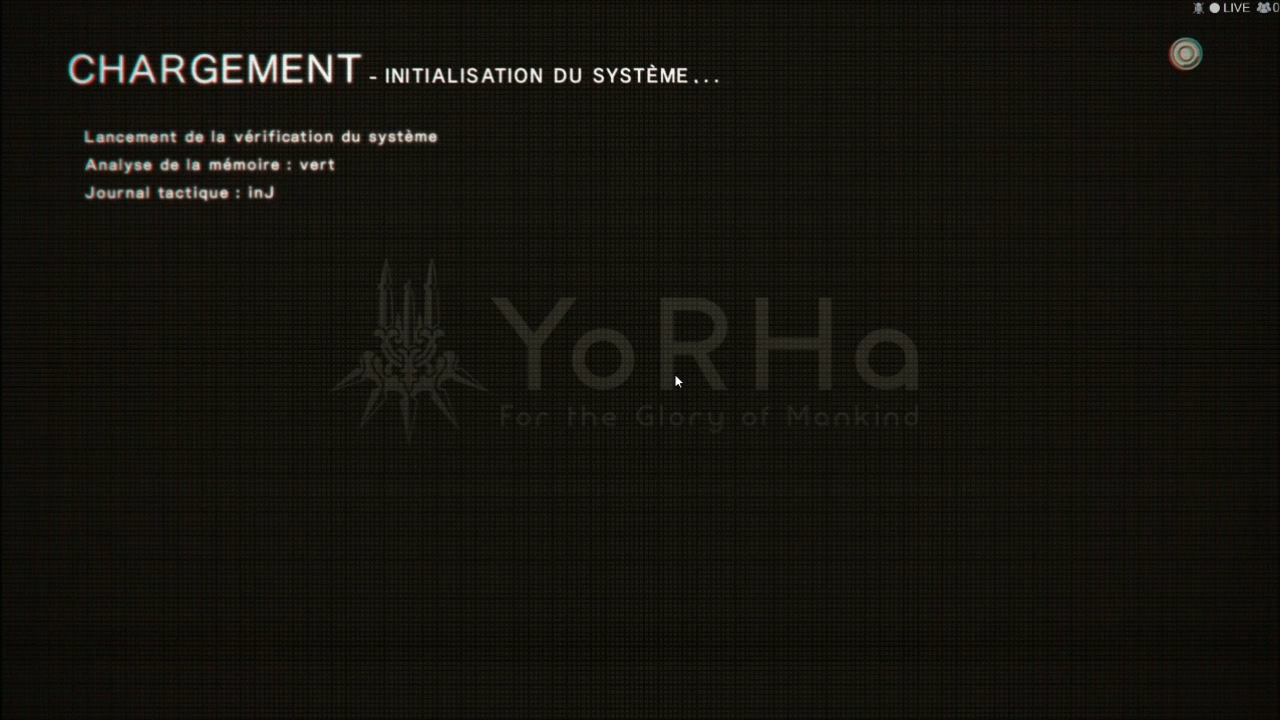 LIVE 0
CHARGEMENT - INITIALISATION DU SYSTÈME...
Lancement de la vérification du système
Analyse de la mémoire : vert
Journal tactique : inJ
YoRHa
For the Glory of Mankind